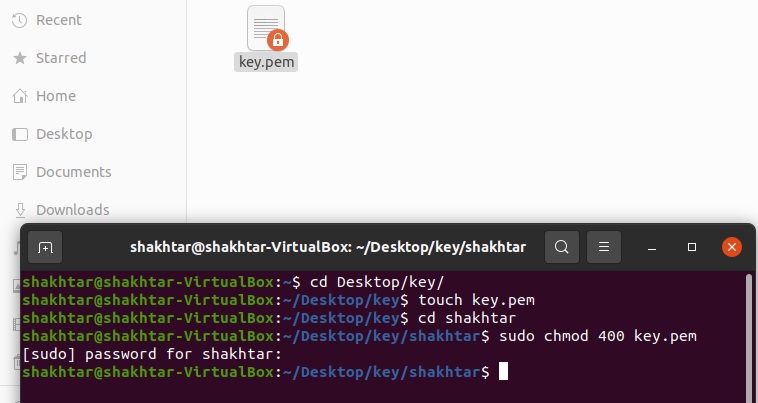 Recent
Starred
Home
Desktop
Documents
Downloads
key.pem
shakhtar@shakhtar-VirtualBox: ~/Desktop/key/shakhtar
shakhtar@shakhtar-VirtualBox:~$ cd Desktop/key/
shakhtar@shakhtar-VirtualBox:~/Desktop/key$ touch key.pem
shakhtar@shakhtar-VirtualBox:~/Desktop/key$ cd shakhtar
shakhtar@shakhtar-VirtualBox:~/Desktop/key/shakhtar$ sudo chmod 400 key.pem
[sudo] password for shakhtar:
shakhtar@shakhtar-VirtualBox:~/Desktop/key/shakhtar$